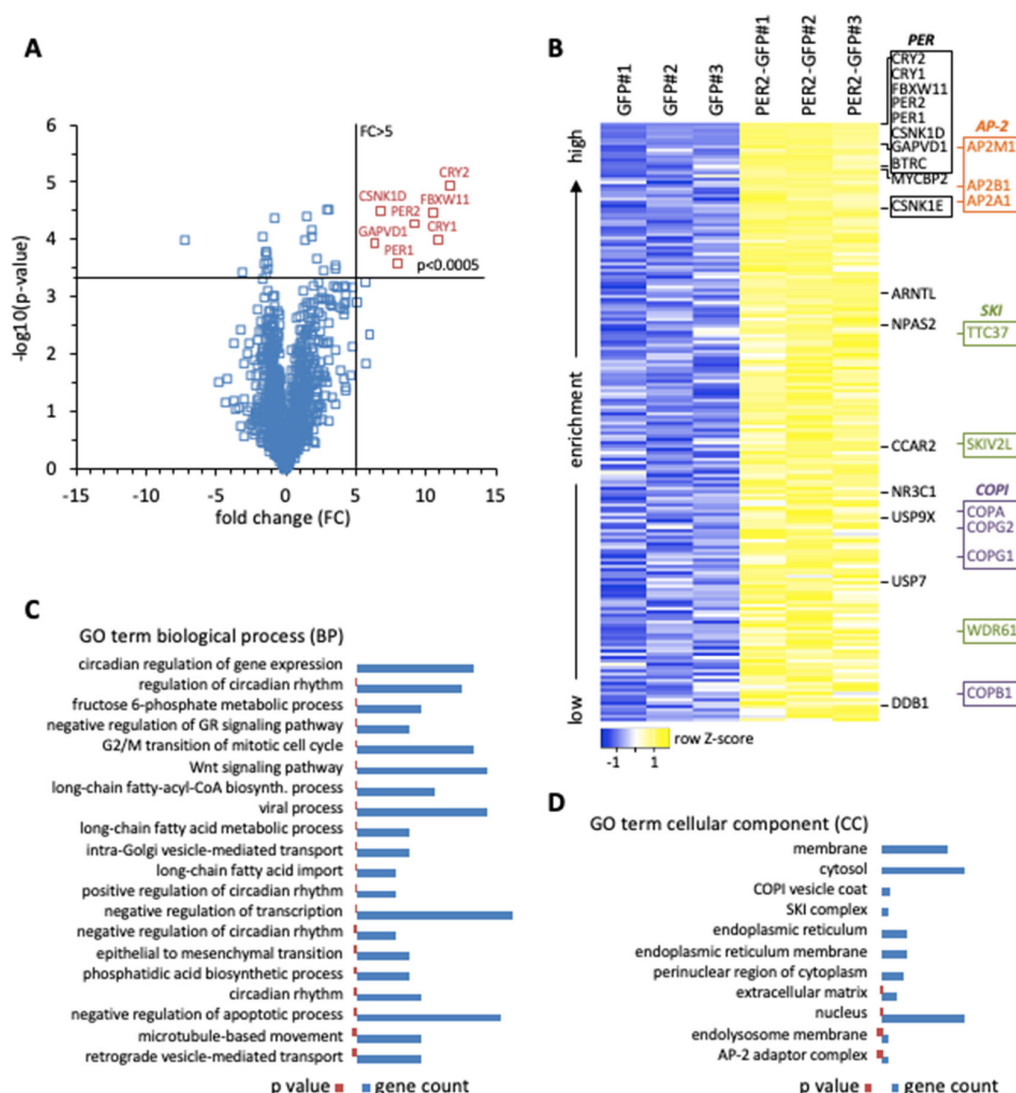 A
6
5
4
3
2
1
0
-log10(p-value)
FC>5
CRY2
CSNK1D
FBXW11
PER2
GAPVD1
CRY1
PER1
p<0.0005
-15
-10
-5
0
5
10
15
fold change (FC)
B
GFP#1
GFP#2
GFP#3
PER2-GFP#1
PER2-GFP#2
PER2-GFP#3
high
enrichment
low
PER
CRY2
CRY1
FBXW11
PER2
PER1
CSNK1D
GAPVD1
BTRC
MYCBP2
CSNK1E
ARNTL
NPAS2
CCAR2
NR3C1
USP9X
USP7
DDB1
AP-2
AP2M1
AP2B1
AP2A1
SKI
TTC37
SKIV2L
COPI
COPA
COPG2
COPG1
WDR61
COPB1
-1
1
row Z-score
C
GO term biological process (BP)
circadian regulation of gene expression
regulation of circadian rhythm
fructose 6-phosphate metabolic process
negative regulation of GR signaling pathway
G2/M transition of mitotic cell cycle
Wnt signaling pathway
long-chain fatty-acyl-CoA biosynth. process
viral process
long-chain fatty acid metabolic process
intra-Golgi vesicle-mediated transport
long-chain fatty acid import
positive regulation of circadian rhythm
negative regulation of transcription
negative regulation of circadian rhythm
epithelial to mesenchymal transition
phosphatidic acid biosynthetic process
circadian rhythm
negative regulation of apoptotic process
microtubule-based movement
retrograde vesicle-mediated transport
p value
gene count
D
GO term cellular component (CC)
membrane
cytosol
COPI vesicle coat
SKI complex
endoplasmic reticulum
endoplasmic reticulum membrane
perinuclear region of cytoplasm
extracellular matrix
nucleus
endolysosome membrane
AP-2 adaptor complex
p value
gene count